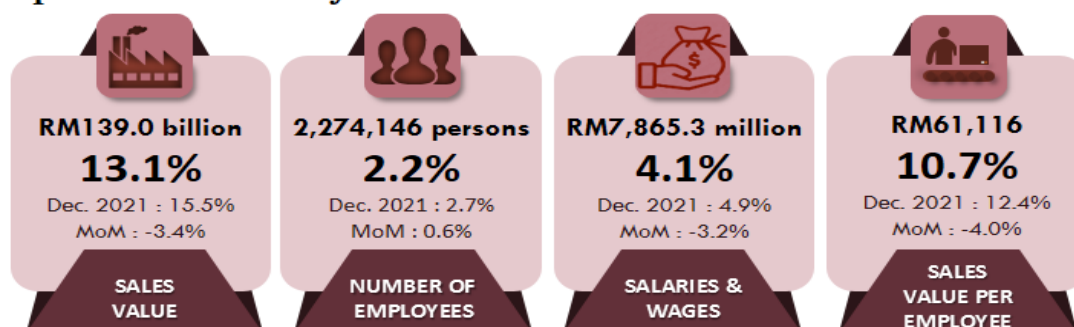 RM139.0 billion
13.1%
Dec. 2021 : 15.5%
MoM : -3.4%
SALES
VALUE
2,274,146 persons
2.2%
Dec. 2021 : 2.7%
MoM : 0.6%
NUMBER OF
EMPLOYEES
RM7,865.3 million
4.1%
Dec. 2021 : 4.9%
MoM : -3.2%
SALARIES &
WAGES
RM61,116
10.7%
Dec. 2021 : 12.4%
MoM : -4.0%
SALES
VALUE PER
EMPLOYEE